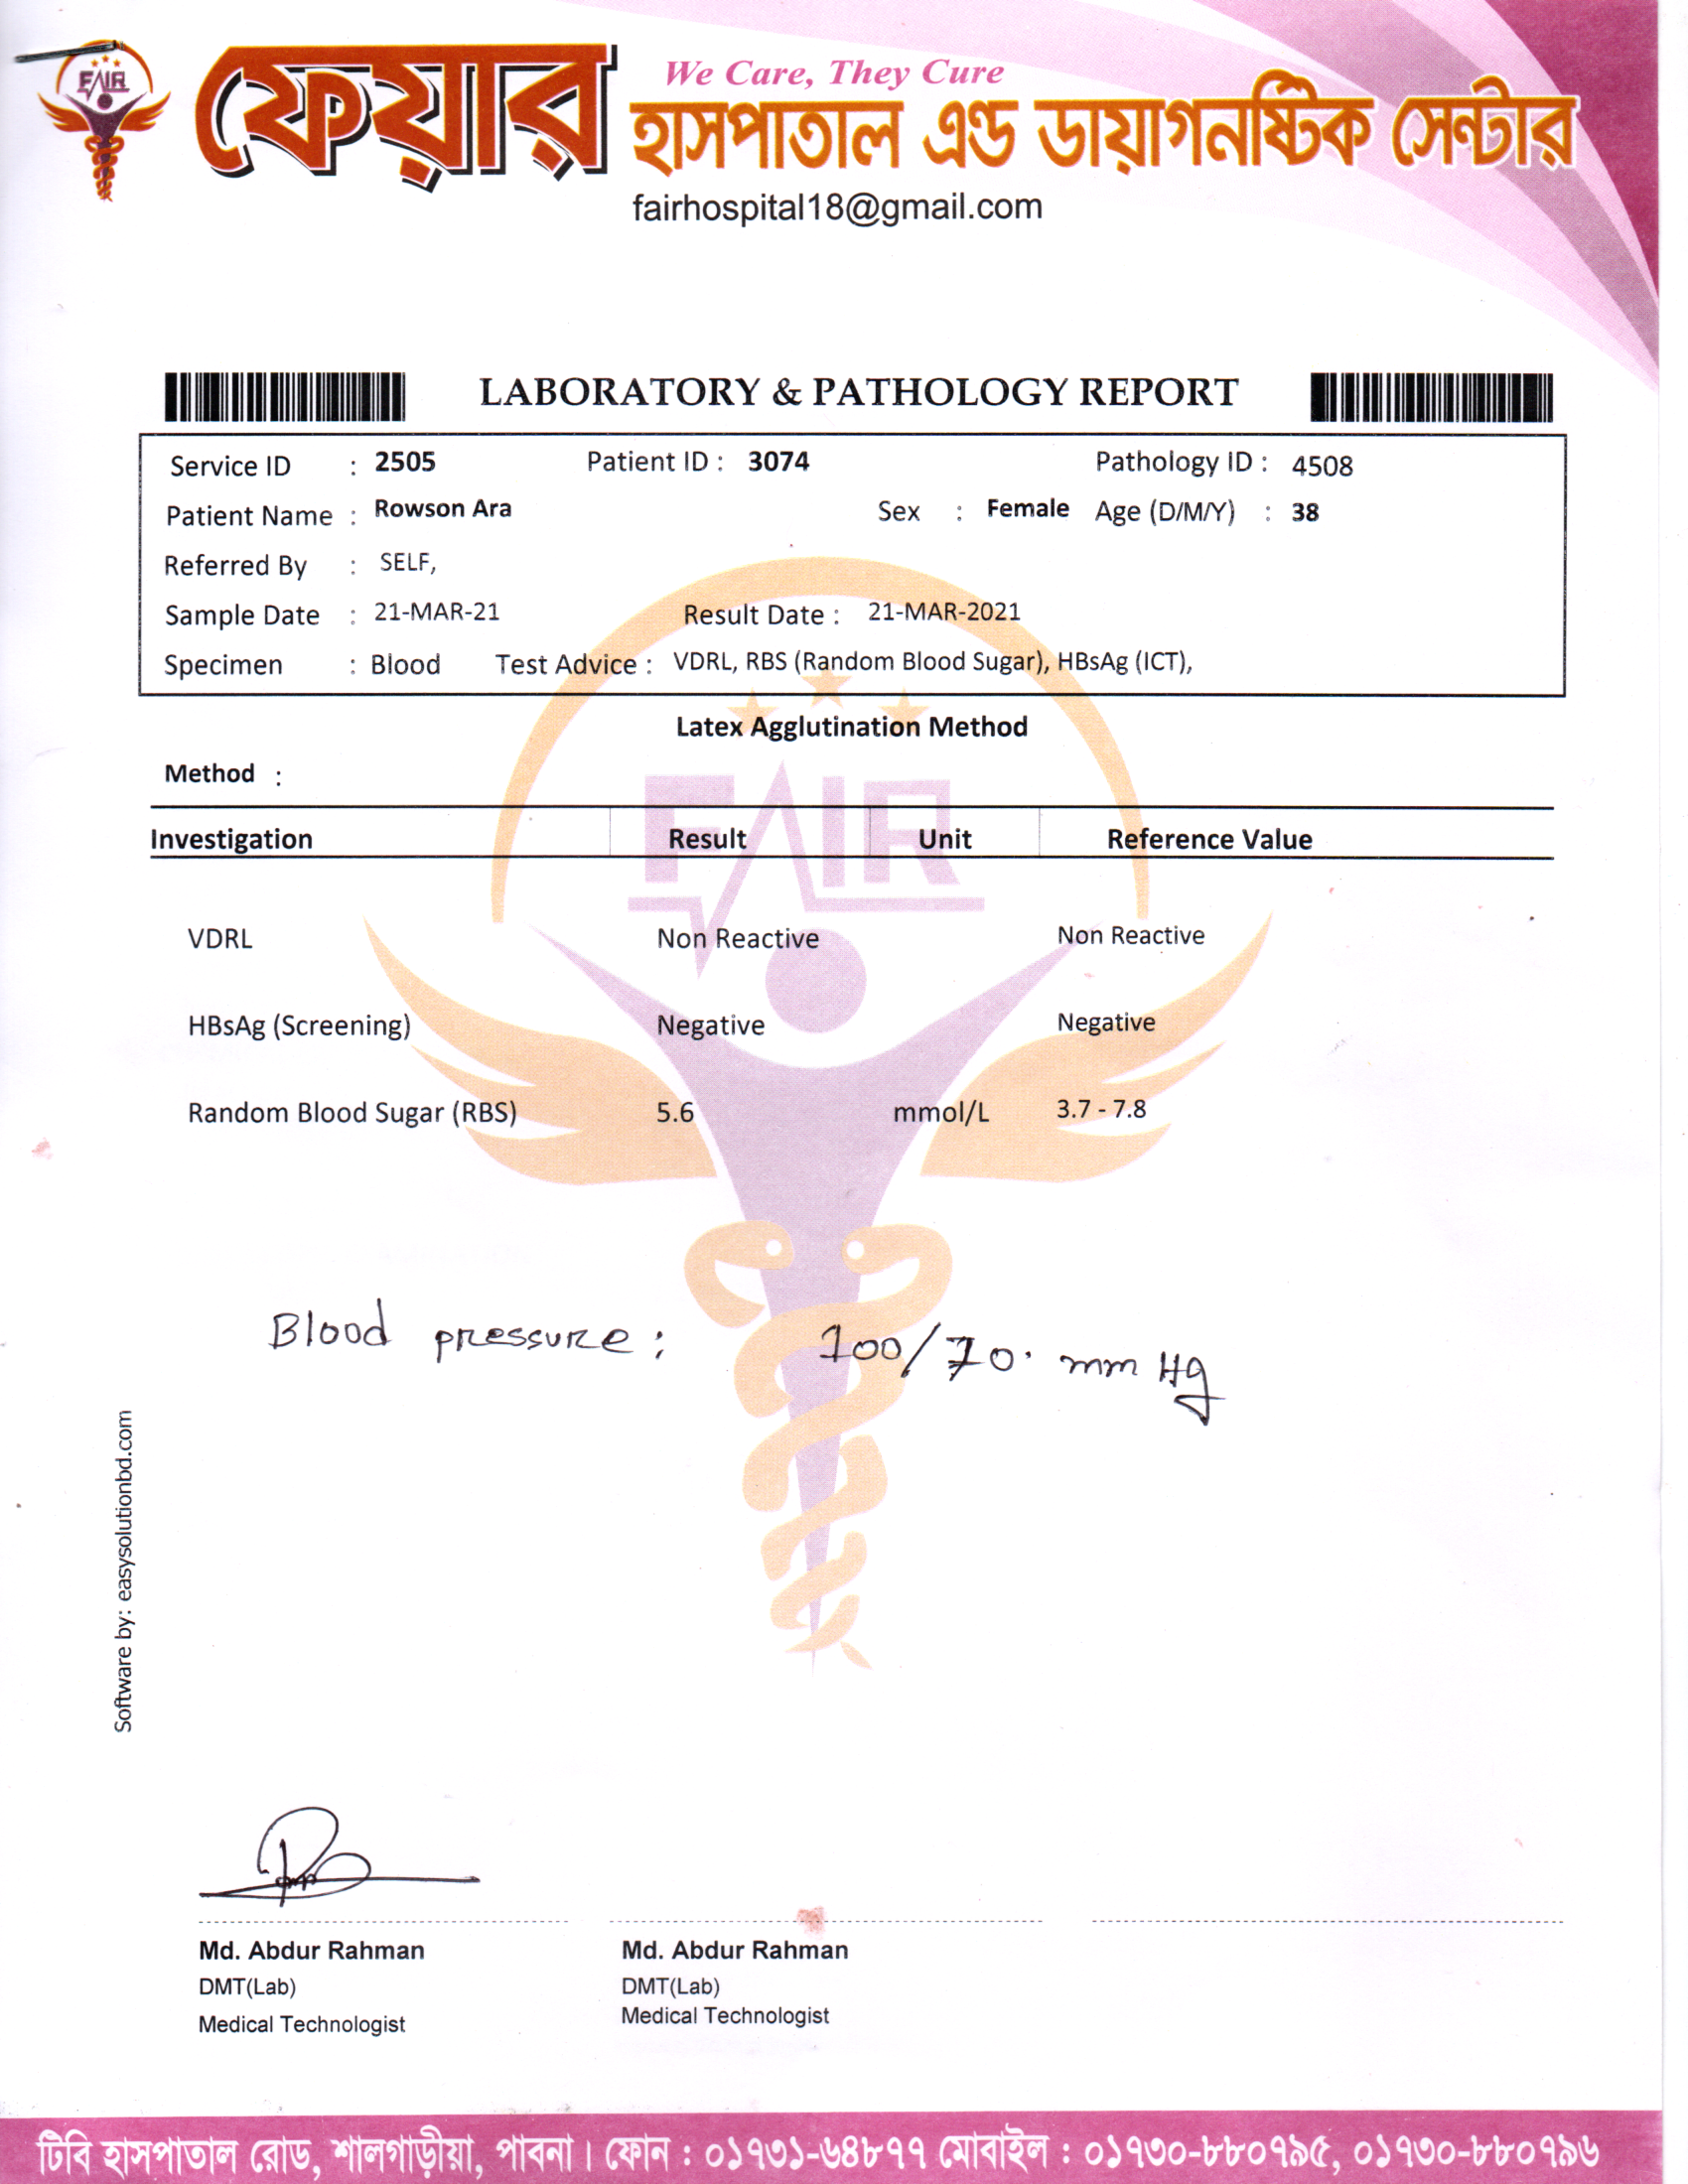 FAIR
ফেয়ার
We Care, They Cure
হাসপাতাল এন্ড ডায়াগনষ্টিক সেন্টার
fairhospital18@gmail.com
LABORATORY & PATHOLOGY REPORT
Service ID : 2505 Patient ID : 3074 Pathology ID : 4508
Patient Name : Rowson Ara Sex : Female Age (D/M/Y) : 38
Referred By : SELF,
Sample Date : 21-MAR-21 Result Date : 21-MAR-2021
Specimen : Blood Test Advice : VDRL, RBS (Random Blood Sugar), HBsAg (ICT),
Latex Agglutination Method
Method :
FAIR
Investigation Result Unit Reference Value
VDRL Non Reactive Non Reactive
HBsAg (Screening) Negative Negative
Random Blood Sugar (RBS) 5.6 mmol/L 3.7 - 7.8
Blood pressure: 100/70. mm Hg
Software by: easysolutionbd.com
Md. Abdur Rahman Md. Abdur Rahman
DMT(Lab) DMT(Lab)
Medical Technologist Medical Technologist
টিবি হাসপাতাল রোড, শালগাড়ীয়া, পাবনা। ফোন : ০১৭৩১-৬৪৮৭৭ মোবাইল : ০১৭৩০-৮৮০৭৯৫, ০১৭৩০-৮৮০৭৯৬